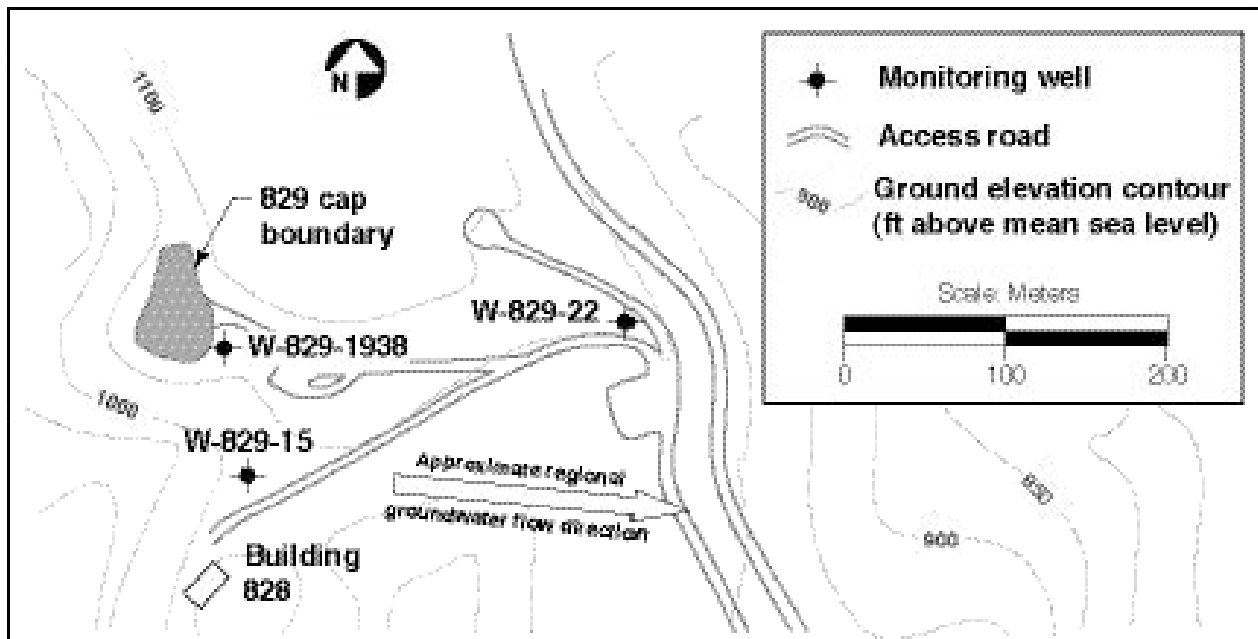 1100
N
829 cap
boundary
W-829-22
W-829-1938
W-829-15
Approximate regional
groundwater flow direction
Building
828
Monitoring well
Access road
Ground elevation contour
(ft above mean sea level)
Scale: Meters
0 100 200
900